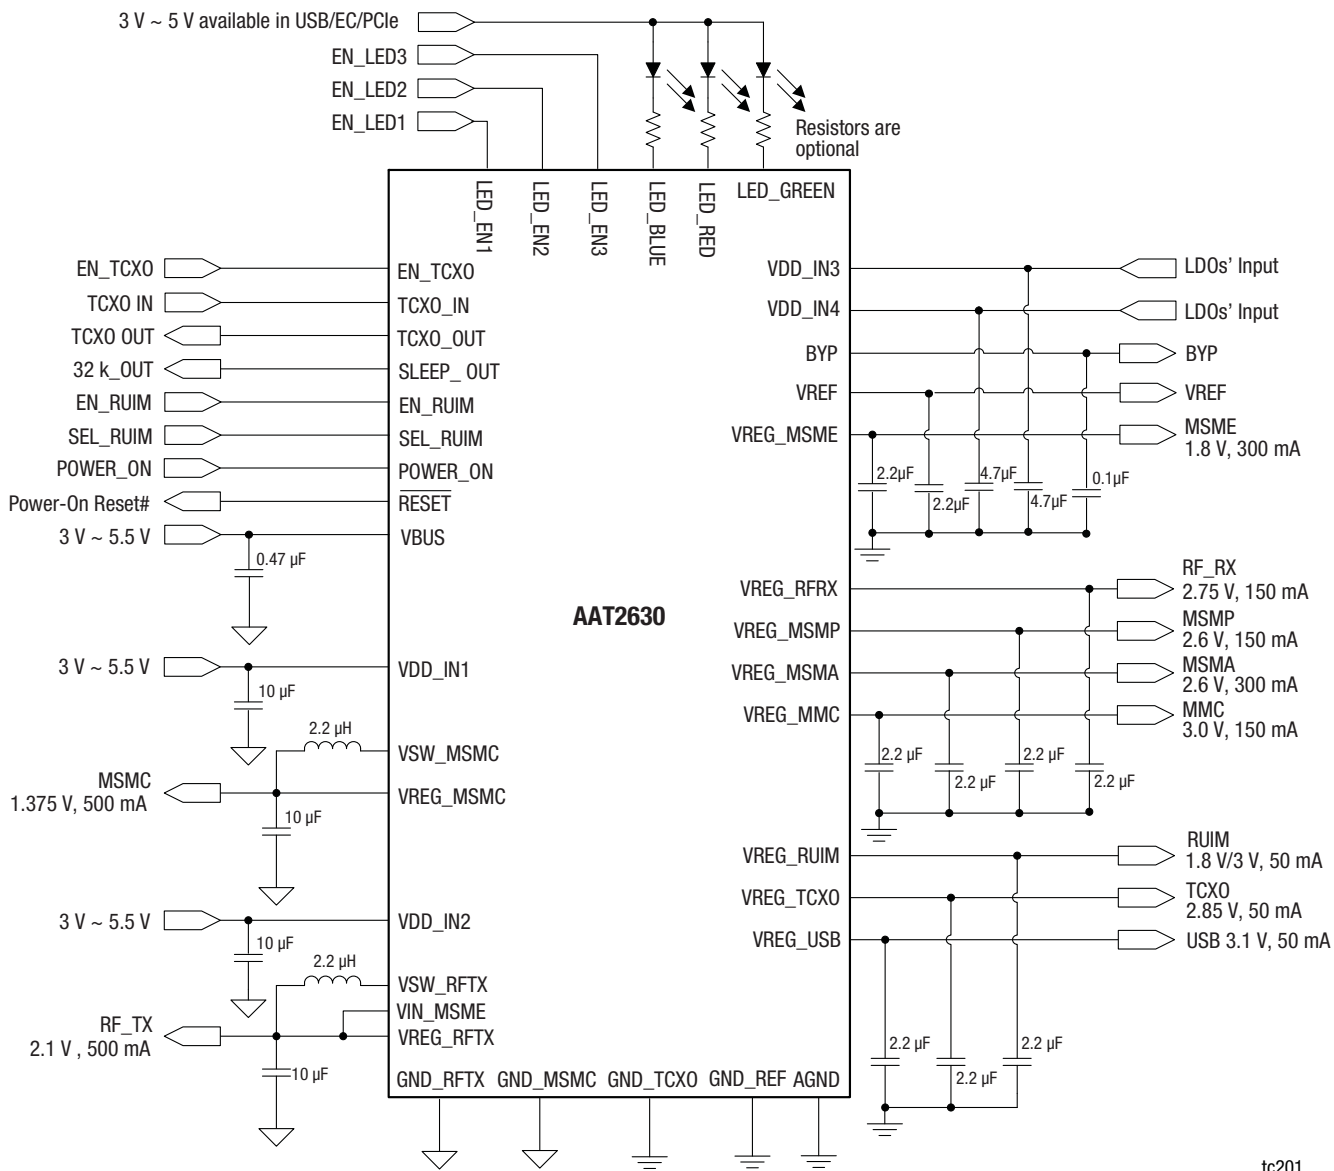 3 V ~ 5 V available in USB/EC/PCIe
EN_LED3
EN_LED2
EN_LED1
Resistors are
optional
LED_EN1
LED_EN2
LED_EN3
LED_BLUE
LED_RED
LED_GREEN
EN_TCXO
TCXO IN
TCXO OUT
32 k_OUT
EN_RUIM
SEL_RUIM
POWER_ON
Power-On Reset#
3 V ~ 5.5 V
0.47 µF
3 V ~ 5.5 V
10 µF
2.2 µH
MSMC
1.375 V, 500 mA
10 µF
3 V ~ 5.5 V
10 µF
2.2 µH
RF_TX
2.1 V , 500 mA
10 µF
EN_TCXO
TCXO_IN
TCXO_OUT
SLEEP_ OUT
EN_RUIM
SEL_RUIM
POWER_ON
RESET
VBUS
VDD_IN1
VSW_MSMC
VREG_MSMC
VDD_IN2
VSW_RFTX
VIN_MSME
VREG_RFTX
AAT2630
GND_RFTX GND_MSMC GND_TCXO GND_REF AGND
VDD_IN3
VDD_IN4
BYP
VREF
VREG_MSME
VREG_RFRX
VREG_MSMP
VREG_MSMA
VREG_MMC
VREG_RUIM
VREG_TCXO
VREG_USB
LDOs' Input
LDOs' Input
BYP
VREF
MSME
1.8 V, 300 mA
2.2µF
2.2µF
4.7µF
4.7µF
0.1µF
RF_RX
2.75 V, 150 mA
MSMP
2.6 V, 150 mA
MSMA
2.6 V, 300 mA
MMC
3.0 V, 150 mA
2.2 µF
2.2 µF
2.2 µF
2.2 µF
RUIM
1.8 V/3 V, 50 mA
TCXO
2.85 V, 50 mA
USB 3.1 V, 50 mA
2.2 µF
2.2 µF
2.2 µF
tc201